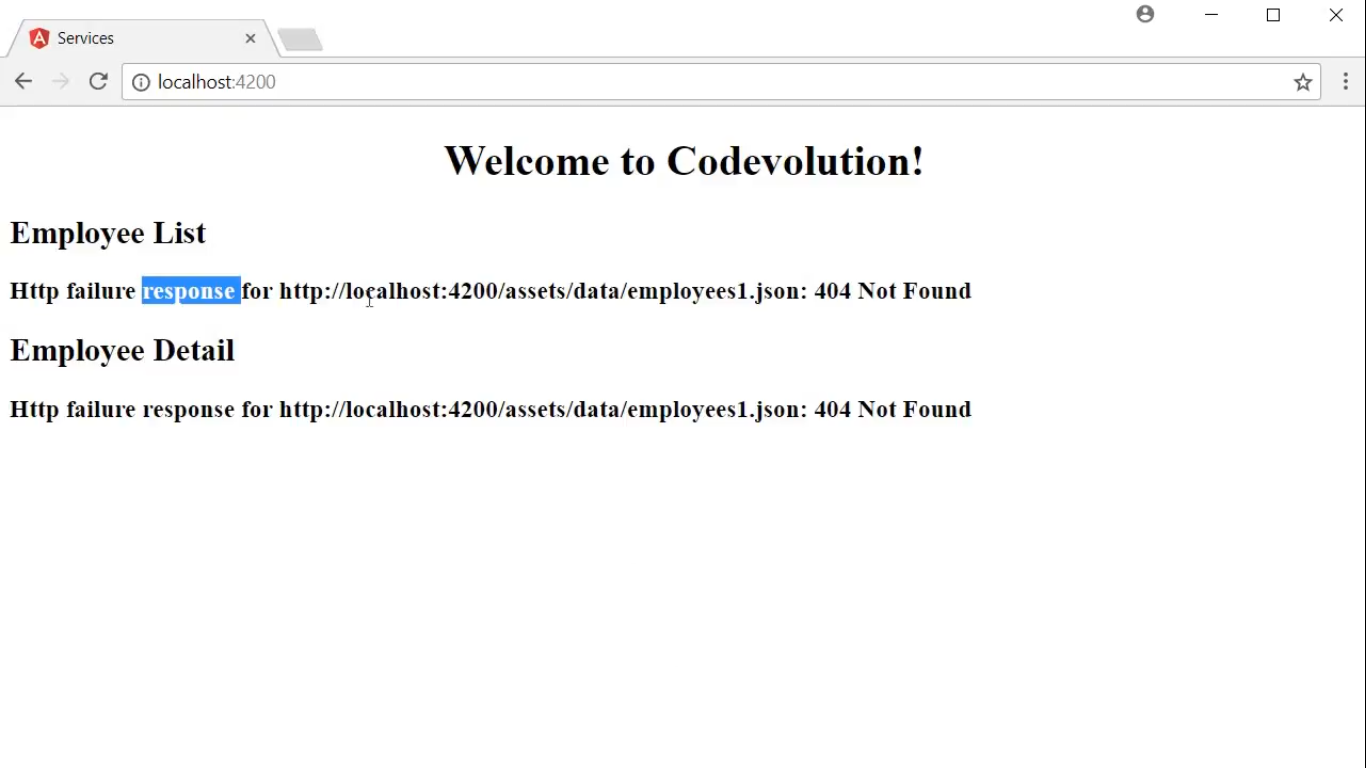 Services
localhost:4200
Welcome to Codevolution!
Employee List
Http failure response for http://localhost:4200/assets/data/employees1.json: 404 Not Found
Employee Detail
Http failure response for http://localhost:4200/assets/data/employees1.json: 404 Not Found